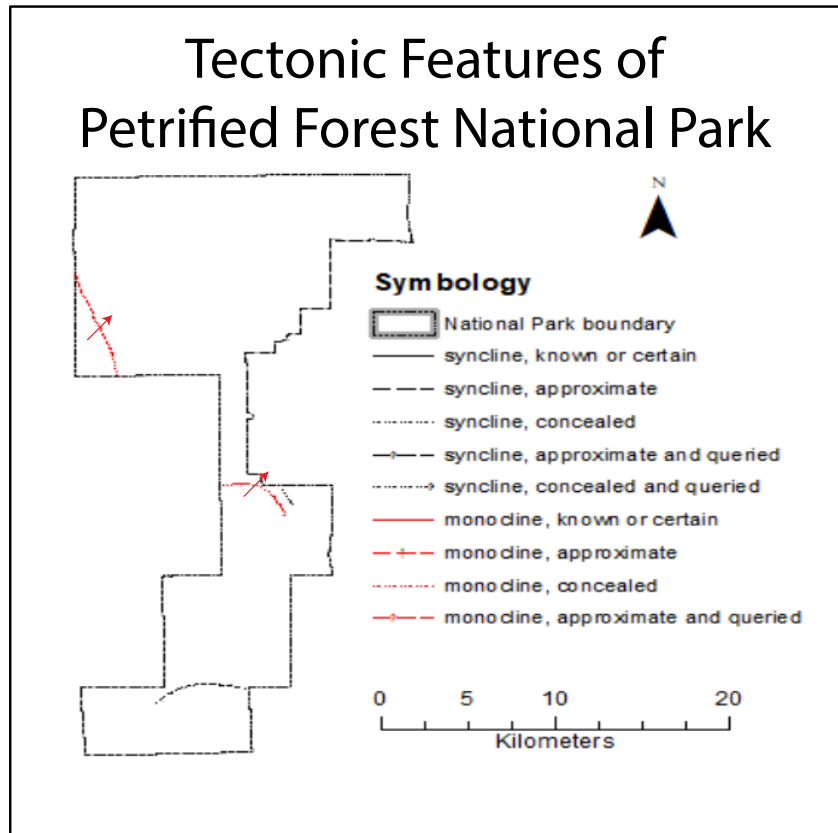 Tectonic Features of
Petrified Forest National Park
N
Symbology
National Park boundary
syncline, known or certain
syncline, approximate
syncline, concealed
syncline, approximate and queried
syncline, concealed and queried
monocline, known or certain
monocline, approximate
monocline, concealed
monocline, approximate and queried
0 5 10 20
Kilometers